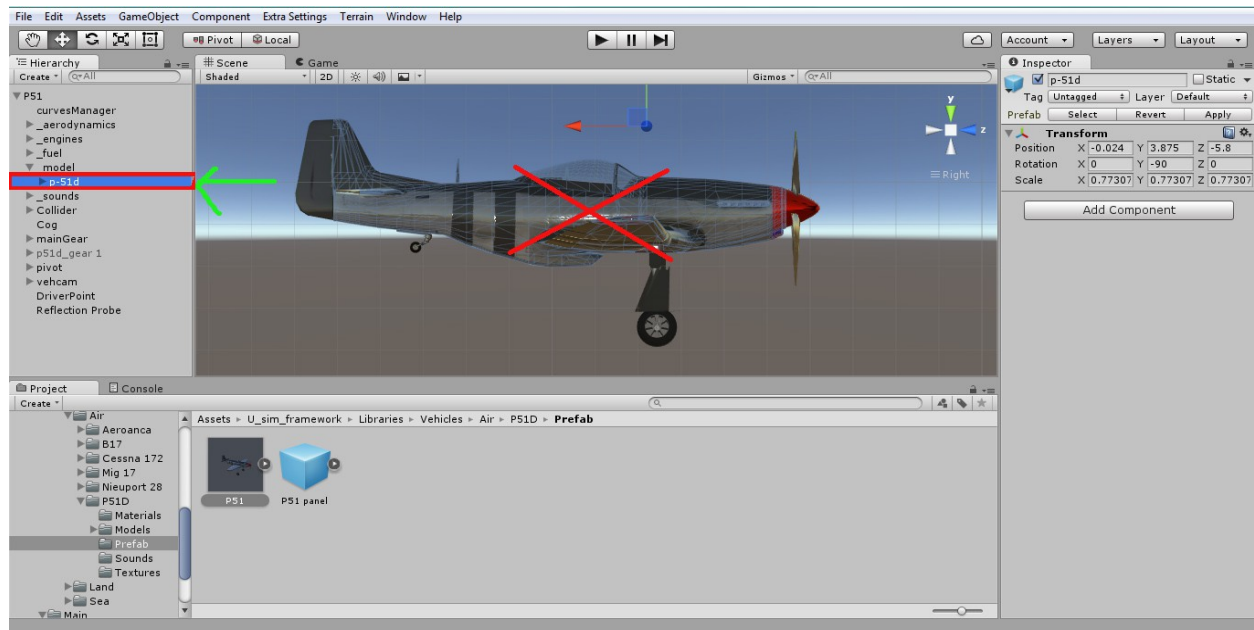 File Edit Assets GameObject Component Extra Settings Terrain Window Help
Pivot Local Account Layers Layout
Hierarchy
Create All
P51
curvesManager
_aerodynamics
_engines
_fuel
_model
p-51d
_sounds
Collider
Cog
mainGear
p51d_gear 1
pivot
vehcam
DriverPoint
Reflection Probe
Scene Game
Shaded 2D Gizmos All
y
z
Right
Inspector
p-51d Static
Tag Untagged Layer Default
Prefab Select Revert Apply
Transform
Position X -0.024 Y 3.875 Z -5.8
Rotation X 0 Y -90 Z 0
Scale X 0.77307 Y 0.77307 Z 0.77307
Add Component
Project Console
Create
Air
Aeroanca
B17
Cessna 172
Mig 17
Nieuport 28
P51D
Materials
Models
Prefab
Sounds
Textures
Land
Sea
Main
Assets ▸ U_sim_framework ▸ Libraries ▸ Vehicles ▸ Air ▸ P51D ▸ Prefab
P51 P51 panel